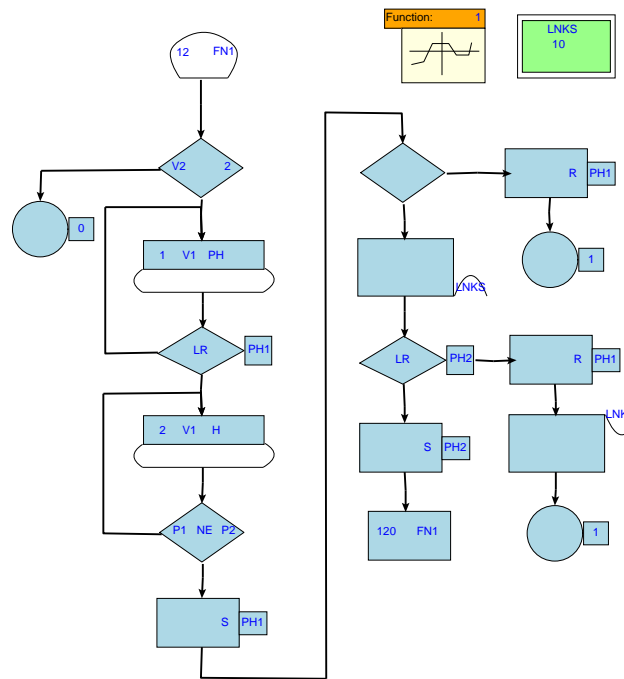 Function: 1
LNKS
10
12 FN1
V2 2
0
1 V1 PH
LR PH1
2 V1 H
P1 NE P2
S PH1
R PH1
1
LNKS
LR PH2
R PH1
LNK
S PH2
120 FN1
1